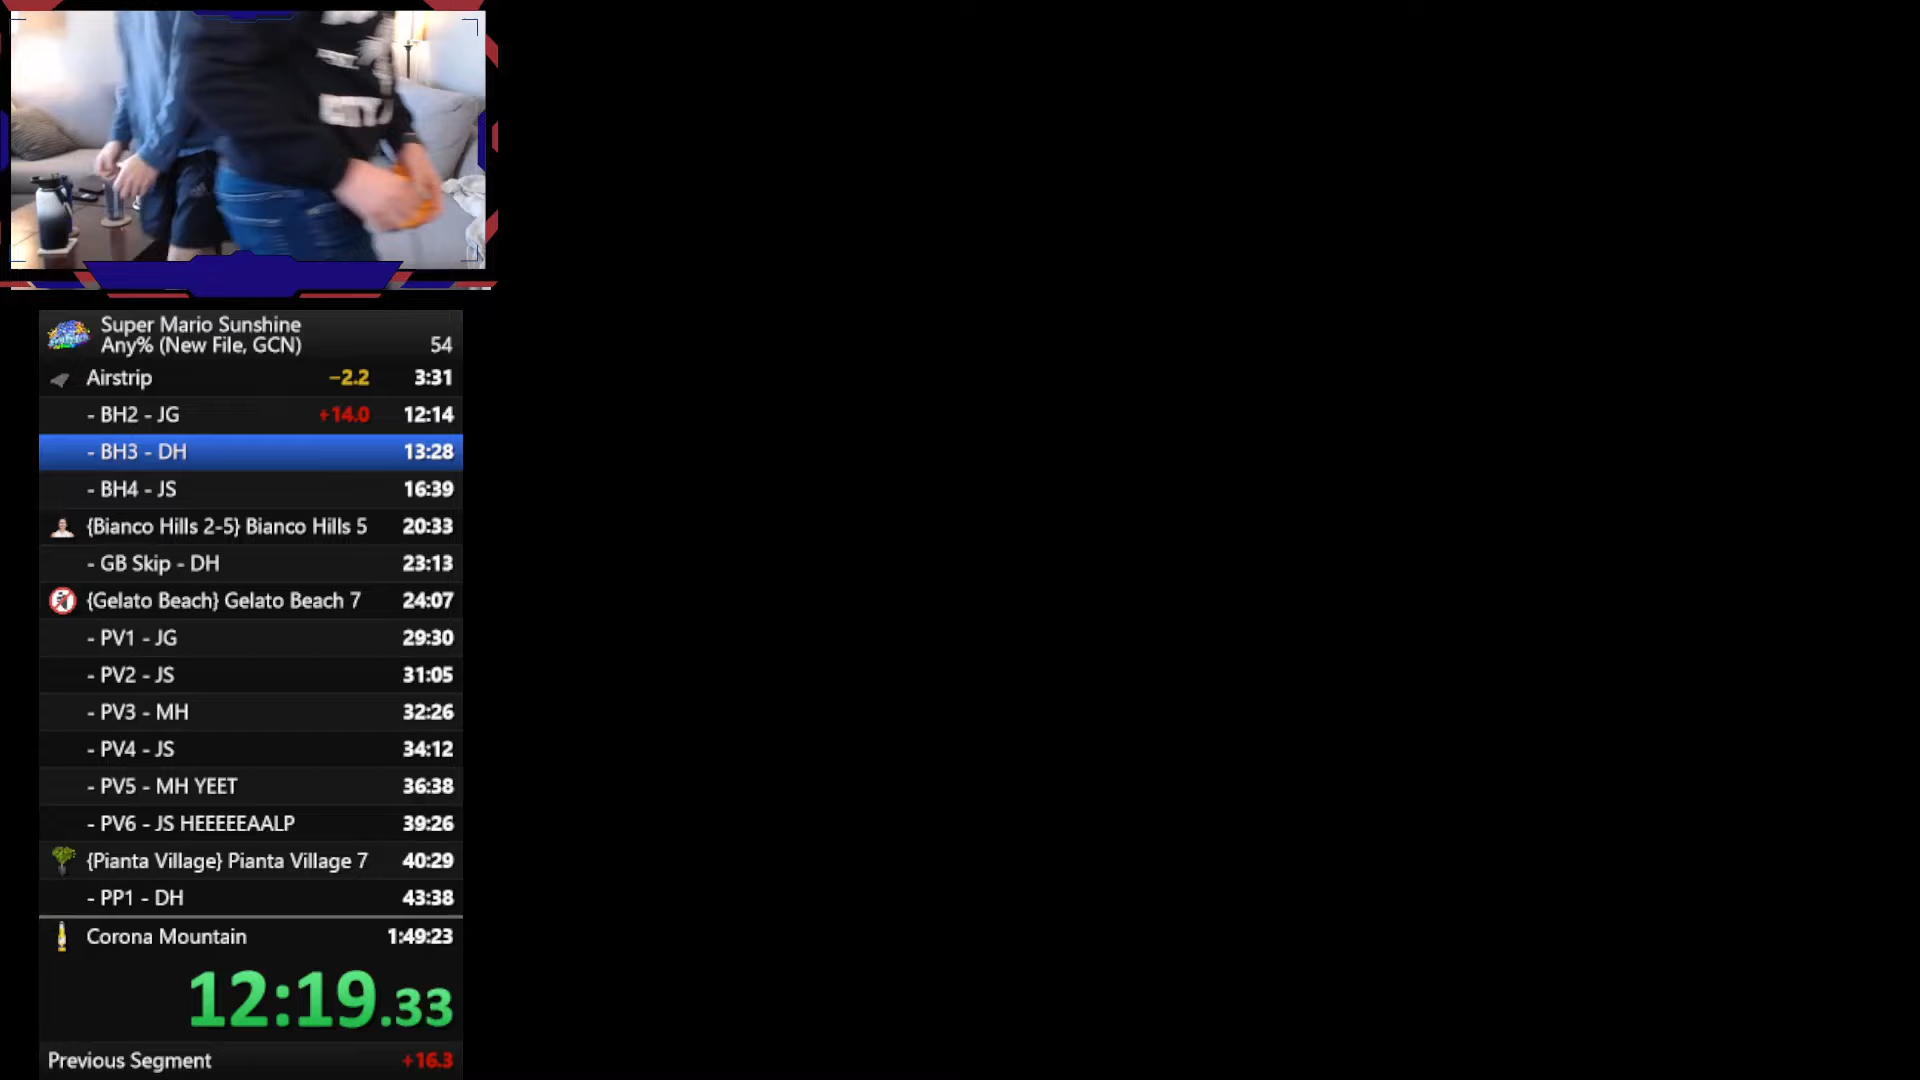 Super Mario Sunshine
Any% (New File, GCN) 54
Airstrip −2.2 3:31
- BH2 - JG +14.0 12:14
- BH3 - DH 13:28
- BH4 - JS 16:39
{Bianco Hills 2-5} Bianco Hills 5 20:33
- GB Skip - DH 23:13
{Gelato Beach} Gelato Beach 7 24:07
- PV1 - JG 29:30
- PV2 - JS 31:05
- PV3 - MH 32:26
- PV4 - JS 34:12
- PV5 - MH YEET 36:38
- PV6 - JS HEEEEEAALP 39:26
{Pianta Village} Pianta Village 7 40:29
- PP1 - DH 43:38
Corona Mountain 1:49:23
12:19.33
Previous Segment +16.3